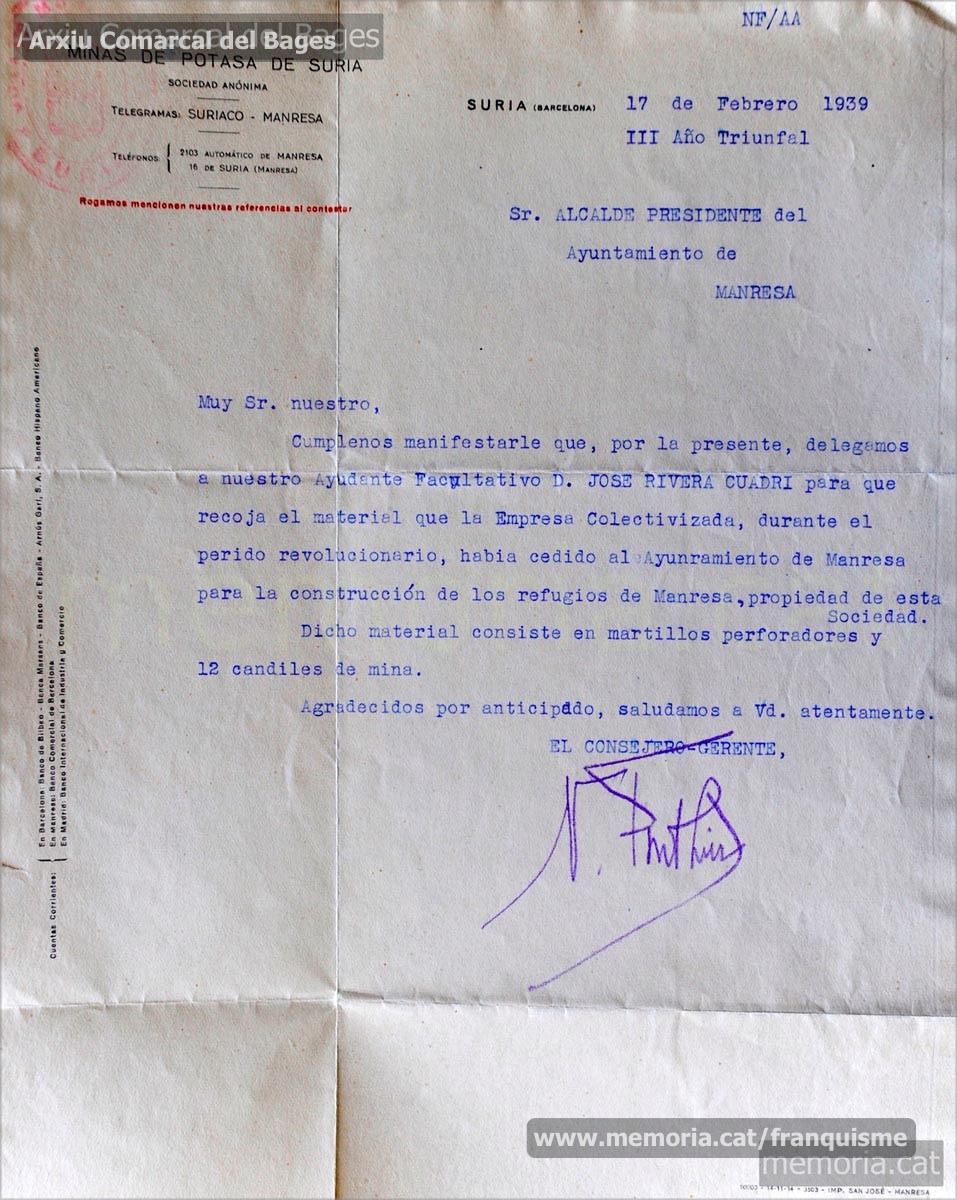 NF/AA
Arxiu Comarcal del Bages
MINAS DE POTASA DE SURIA
SOCIEDAD ANÓNIMA
TELEGRAMAS: SURIACO - MANRESA
TELÉFONOS: 2103 AUTOMÁTICO DE MANRESA
16 DE SURIA (MANRESA)
Rogamos mencionen nuestras referencias al contestar
SURIA (BARCELONA) 17 de Febrero 1939
III Año Triunfal
Sr. ALCALDE PRESIDENTE del
Ayuntamiento de
MANRESA
Muy Sr. nuestro,
Cumplenos manifestarle que, por la presente, delegamos
a nuestro Ayudante Facultativo D. JOSE RIVERA CUADRI para que
recoja el material que la Empresa Colectivizada, durante el
perido revolucionario, habia cedido al Ayunramiento de Manresa
para la construcción de los refugios de Manresa, propiedad de esta
Sociedad.
Dicho material consiste en martillos perforadores y
12 candiles de mina.
Agradecidos por anticipado, saludamos a Vd. atentamente.
EL CONSEJERO-GERENTE,
Cuentas Corrientes:
En Barcelona: Banco de Bilbao - Banca Marsans - Banco de España - Arnús Garí, S. A. - Banco Hispano Americano
En Manresa: Banco Comercial de Barcelona
En Madrid: Banco Internacional de Industria y Comercio
www.memoria.cat/franquisme
memoria.cat
IMP. SAN JOSÉ - MANRESA